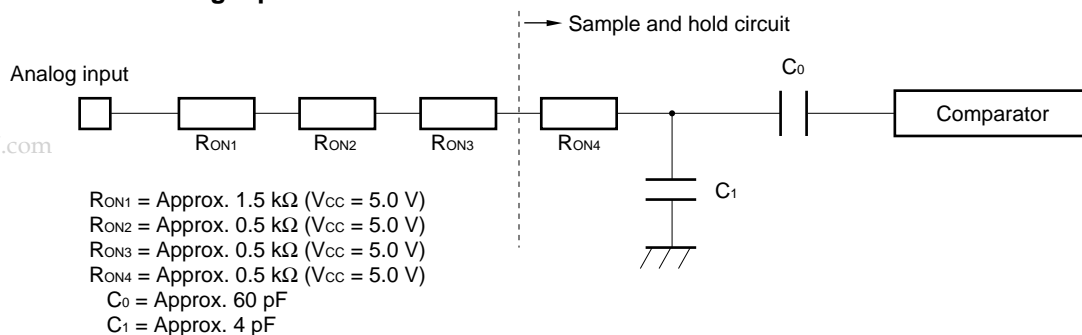 Sample and hold circuit
Analog input
C0
Comparator
RON1
RON2
RON3
RON4
C1
.com
RON1 = Approx. 1.5 kΩ (VCC = 5.0 V)
RON2 = Approx. 0.5 kΩ (VCC = 5.0 V)
RON3 = Approx. 0.5 kΩ (VCC = 5.0 V)
RON4 = Approx. 0.5 kΩ (VCC = 5.0 V)
C0 = Approx. 60 pF
C1 = Approx. 4 pF